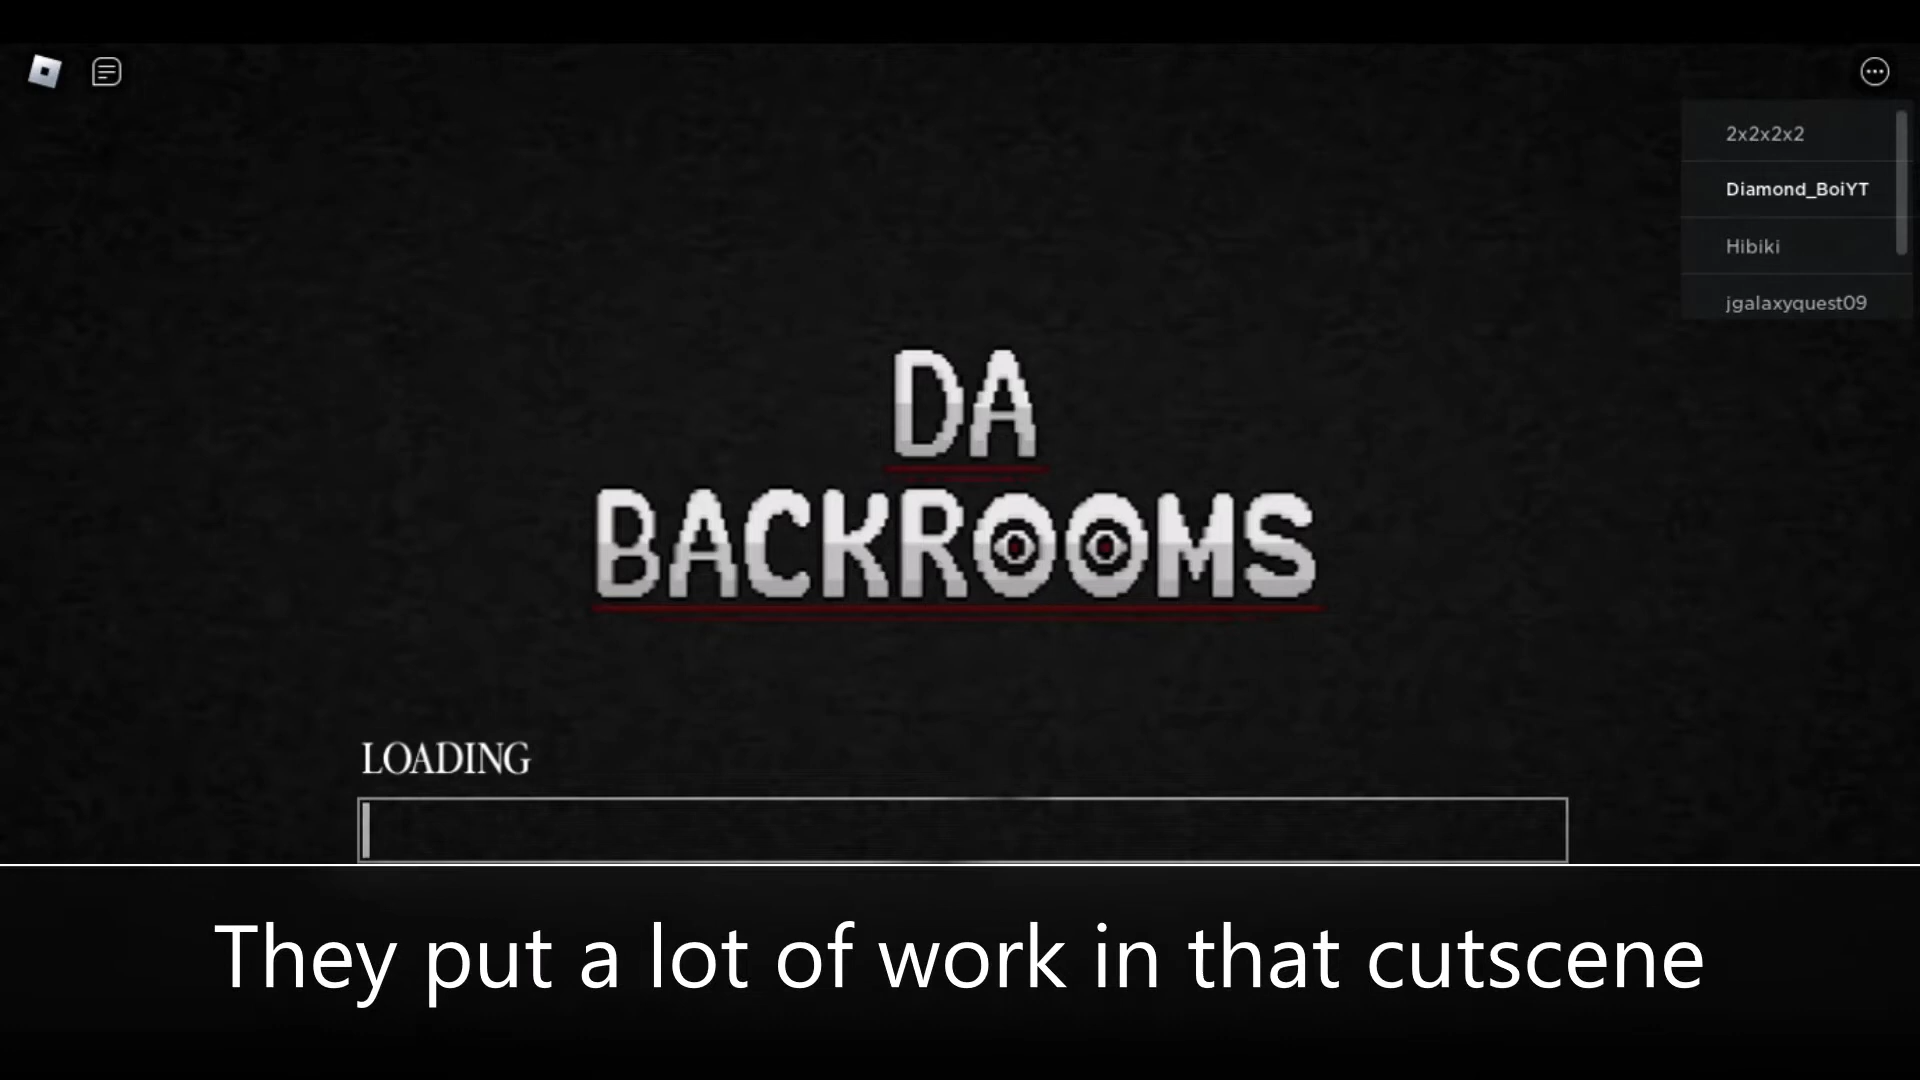 2x2x2x2
Diamond_BoiYT
Hibiki
jgalaxyquest09
DA
BACKROOMS
LOADING
They put a lot of work in that cutscene